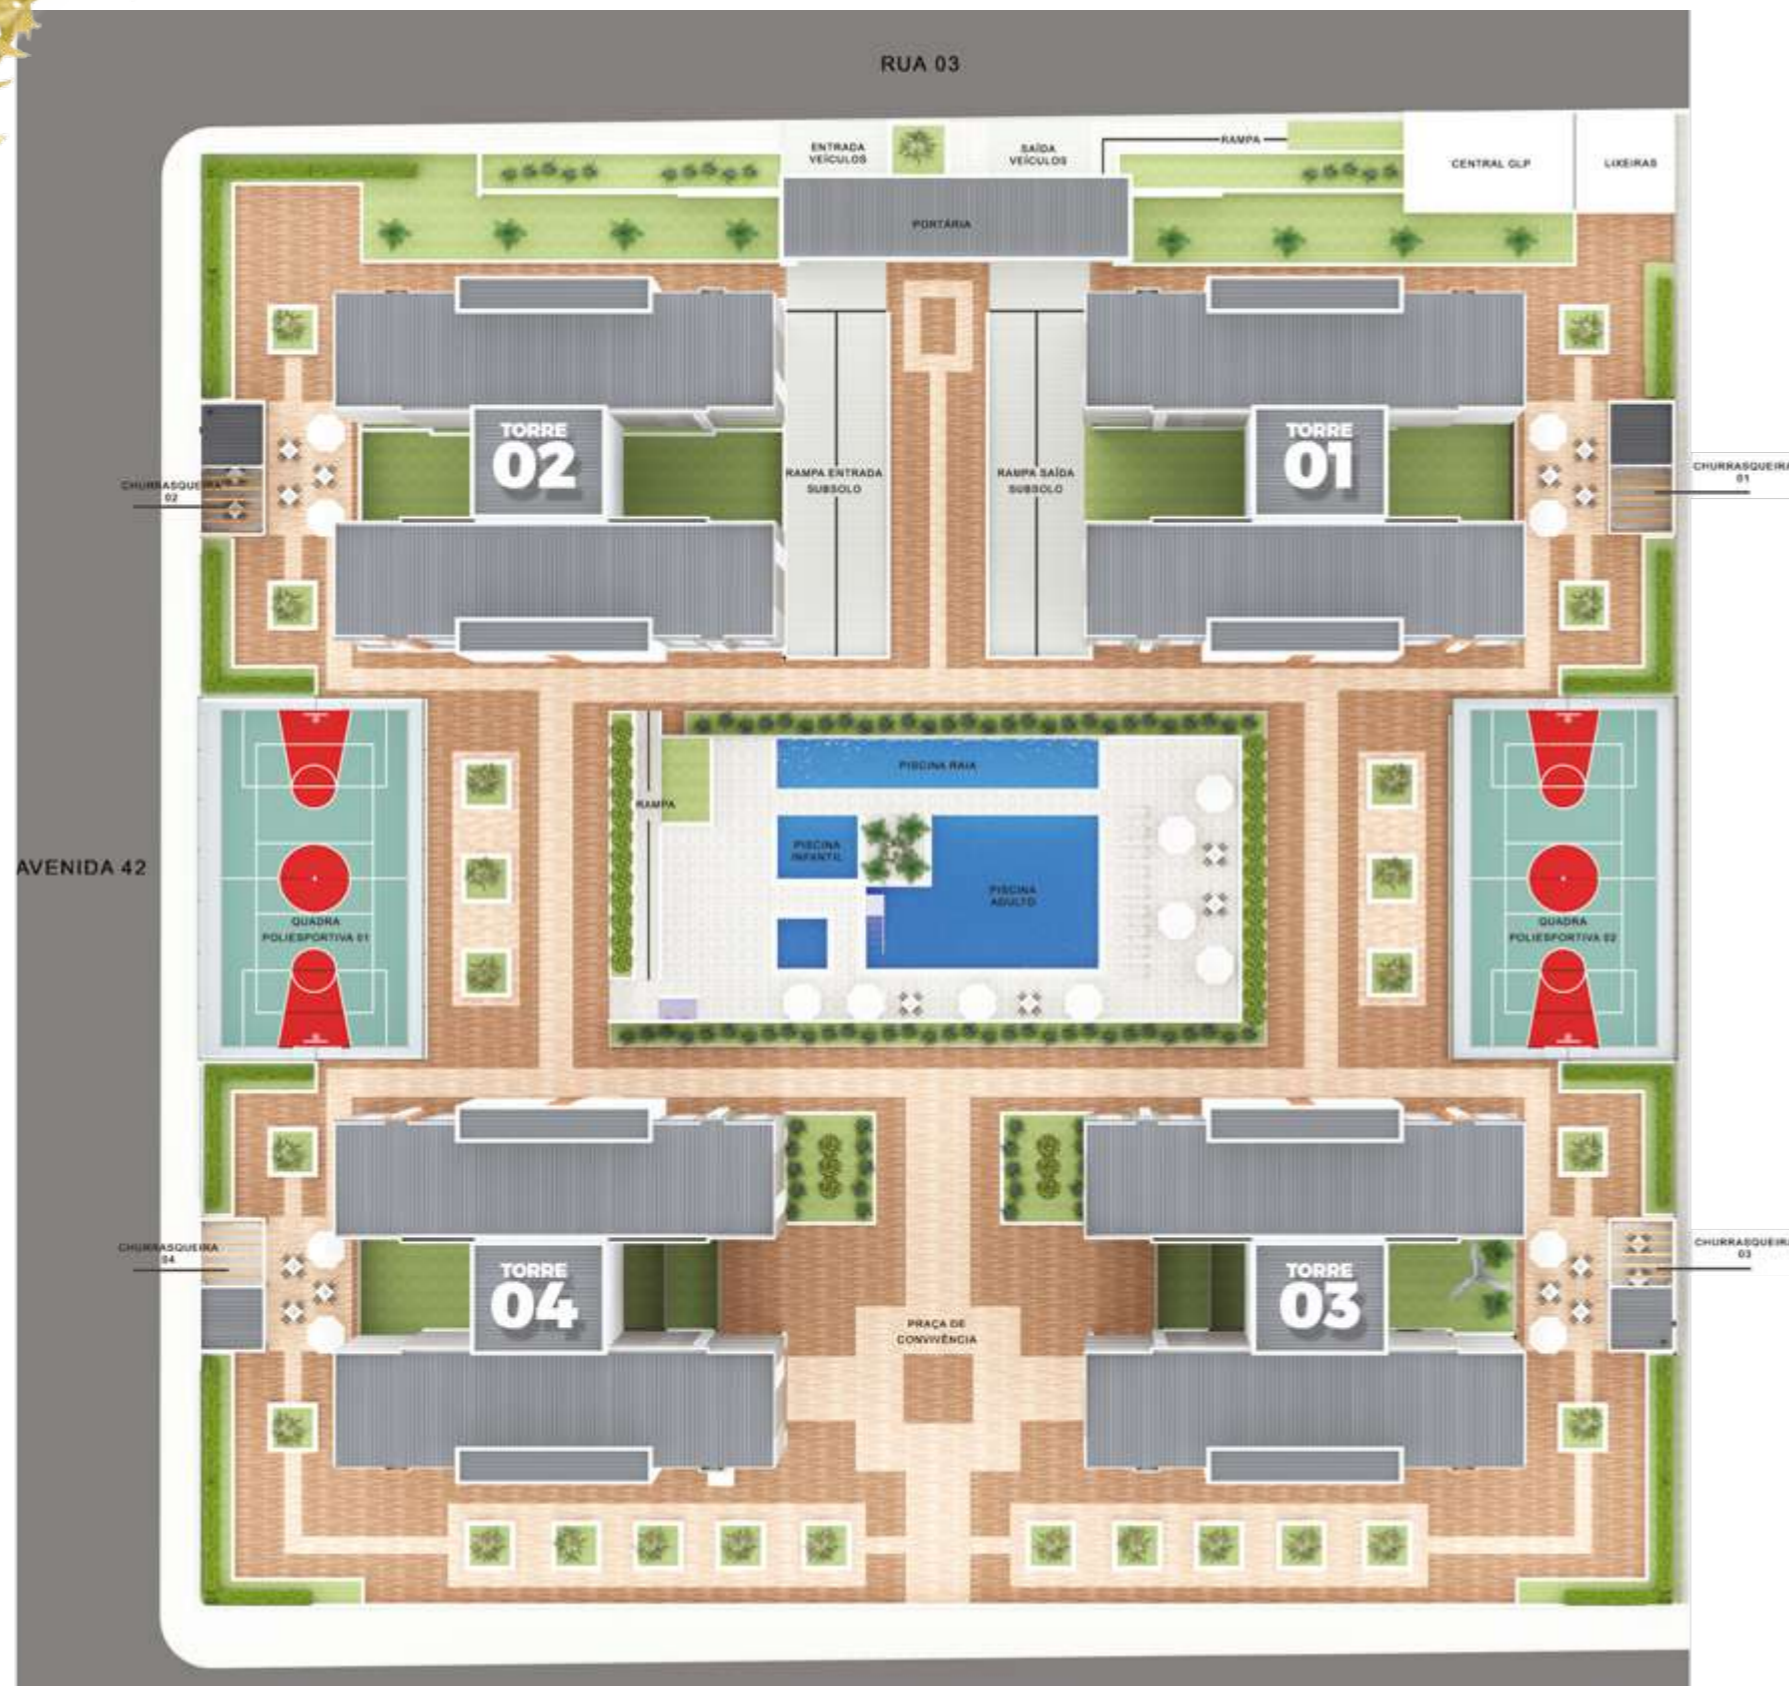 RUA 03
ENTRADA
VEÍCULOS
SAÍDA
VEÍCULOS
RAMPA
CENTRAL GLP
LIXEIRAS
PORTARIA
TORRE
02
TORRE
01
CHURRASQUEIRA
02
RAMPA ENTRADA
SUBSOLO
RAMPA SAÍDA
SUBSOLO
CHURRASQUEIRA
01
PISCINA RAIA
RAMPA
PISCINA
INFANTIL
PISCINA
ADULTO
AVENIDA 42
QUADRA
POLIESPORTIVA 01
QUADRA
POLIESPORTIVA 02
CHURRASQUEIRA
04
TORRE
04
TORRE
03
CHURRASQUEIRA
03
PRAÇA DE
CONVIVÊNCIA